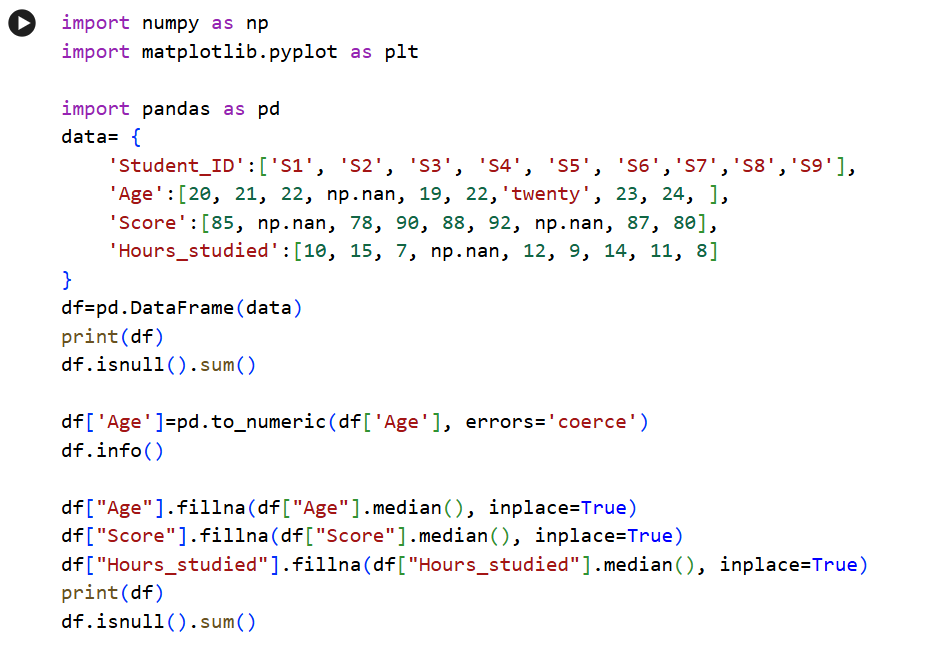 import numpy as np
import matplotlib.pyplot as plt
import pandas as pd
data= {
'Student_ID':['S1', 'S2', 'S3', 'S4', 'S5', 'S6','S7','S8','S9'],
'Age':[20, 21, 22, np.nan, 19, 22,'twenty', 23, 24, ],
'Score':[85, np.nan, 78, 90, 88, 92, np.nan, 87, 80],
'Hours_studied':[10, 15, 7, np.nan, 12, 9, 14, 11, 8]
}
df=pd.DataFrame(data)
print(df)
df.isnull().sum()
df['Age']=pd.to_numeric(df['Age'], errors='coerce')
df.info()
df["Age"].fillna(df["Age"].median(), inplace=True)
df["Score"].fillna(df["Score"].median(), inplace=True)
df["Hours_studied"].fillna(df["Hours_studied"].median(), inplace=True)
print(df)
df.isnull().sum()